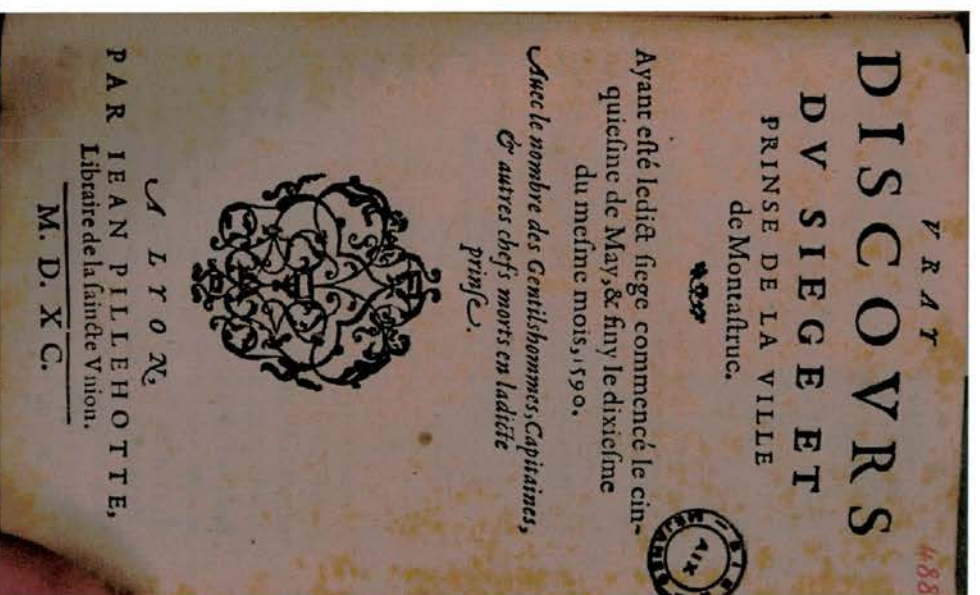 VRAY
DISCOVRS
DV SIEGE ET
PRINSE DE LA VILLE
de Montaſtruc.
Ayant eſté ledict ſiege commencé le cin-
quieſme de May, & finy le dixieſme
du meſme mois, 1590.
Auec le nombre des Gentilshommes, Capitaines,
& autres chefs morts en ladicte
prinſe.
A LYON,
PAR IEAN PILLEHOTTE,
Libraire de la ſaincte Vnion.
M. D. XC.
488
AIX